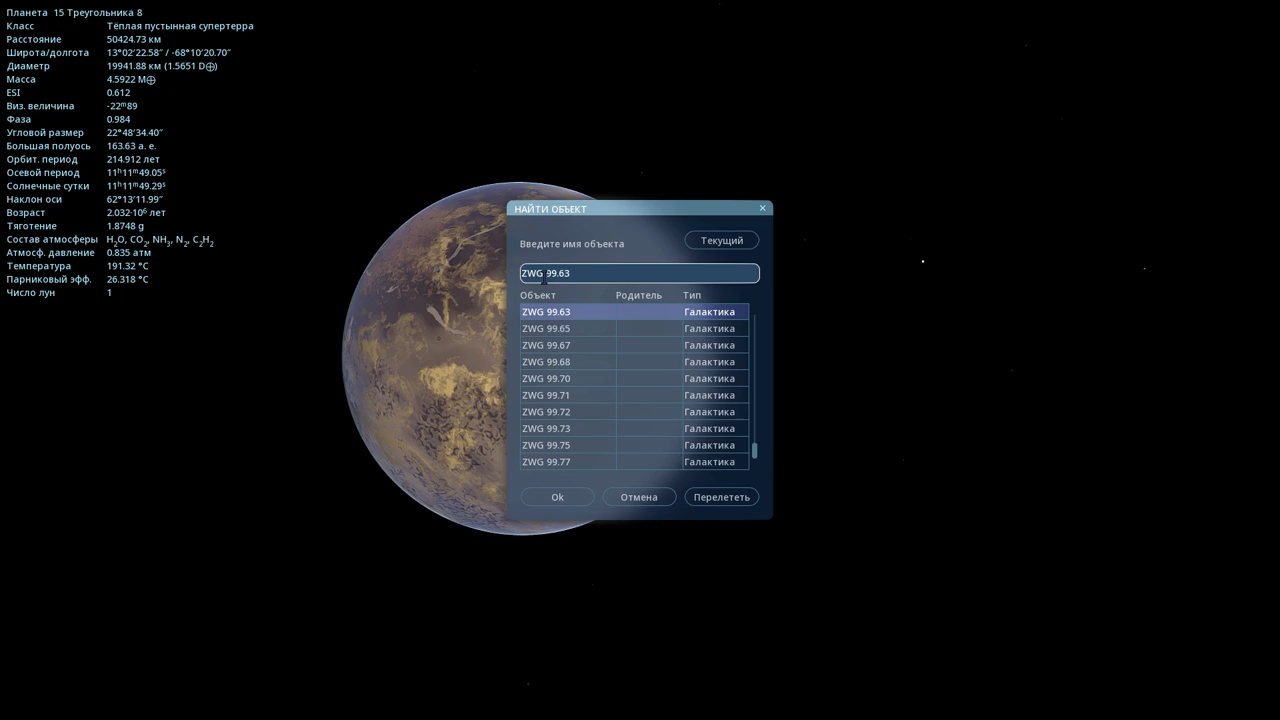 Планета 15 Треугольника 8
Класс Тёплая пустынная супертерра
Расстояние 50424.73 км
Широта/долгота 13°02′22.58″ / -68°10′20.70″
Диаметр 19941.88 км (1.5651 D⊕)
Масса 4.5922 M⊕
ESI 0.612
Виз. величина -22ᵐ89
Фаза 0.984
Угловой размер 22°48′34.40″
Большая полуось 163.63 а. е.
Орбит. период 214.912 лет
Осевой период 11ʰ11ᵐ49.05ˢ
Солнечные сутки 11ʰ11ᵐ49.29ˢ
Наклон оси 62°13′11.99″
Возраст 2.032·10⁶ лет
Тяготение 1.8748 g
Состав атмосферы H₂O, CO₂, NH₃, N₂, C₂H₂
Атмосф. давление 0.835 атм
Температура 191.32 °C
Парниковый эфф. 26.318 °C
Число лун 1
НАЙТИ ОБЪЕКТ ×
Введите имя объекта Текущий
ZWG 99.63
Объект Родитель Тип
ZWG 99.63 Галактика
ZWG 99.65 Галактика
ZWG 99.67 Галактика
ZWG 99.68 Галактика
ZWG 99.70 Галактика
ZWG 99.71 Галактика
ZWG 99.72 Галактика
ZWG 99.73 Галактика
ZWG 99.75 Галактика
ZWG 99.77 Галактика
Ok Отмена Перелететь